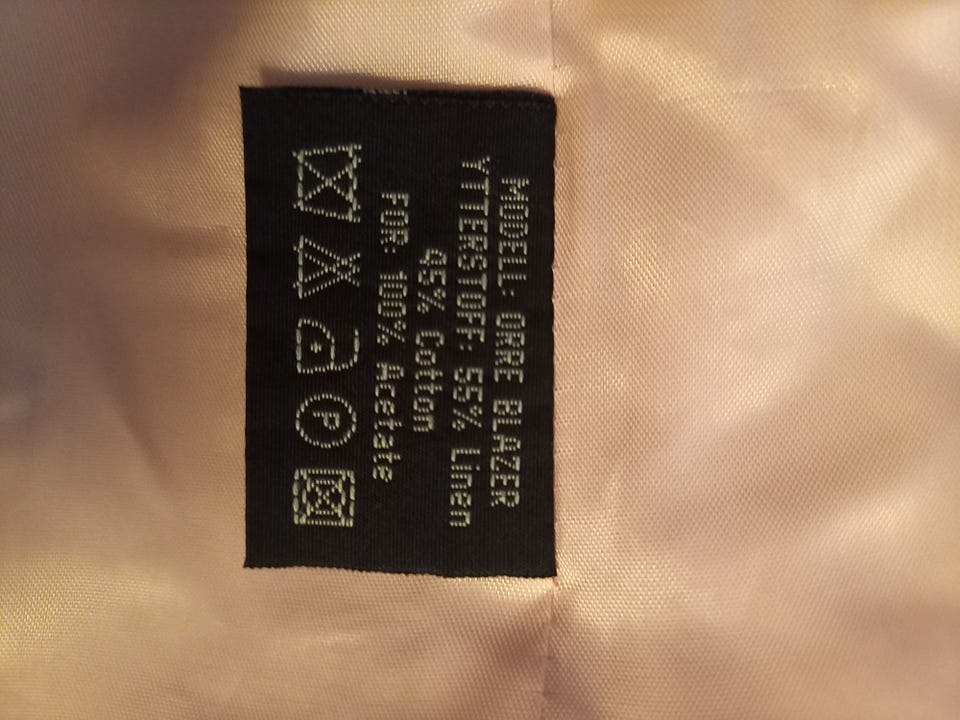 MODELL: ORRE BLAZER
YTTERSTOFF: 55% Linen
45% Cotton
FOR: 100% Acetate
P